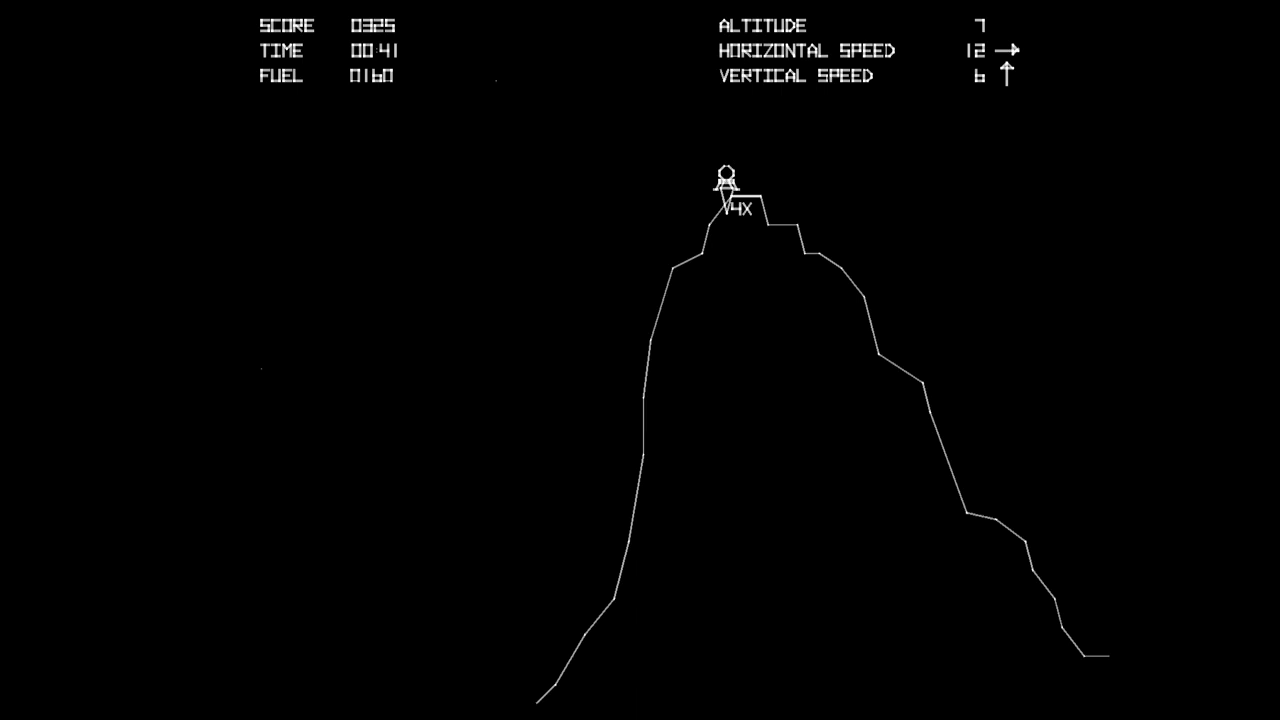 SCORE 0325
TIME 00:41
FUEL 0160
ALTITUDE 7
HORIZONTAL SPEED 12 →
VERTICAL SPEED 6 ↑
4X